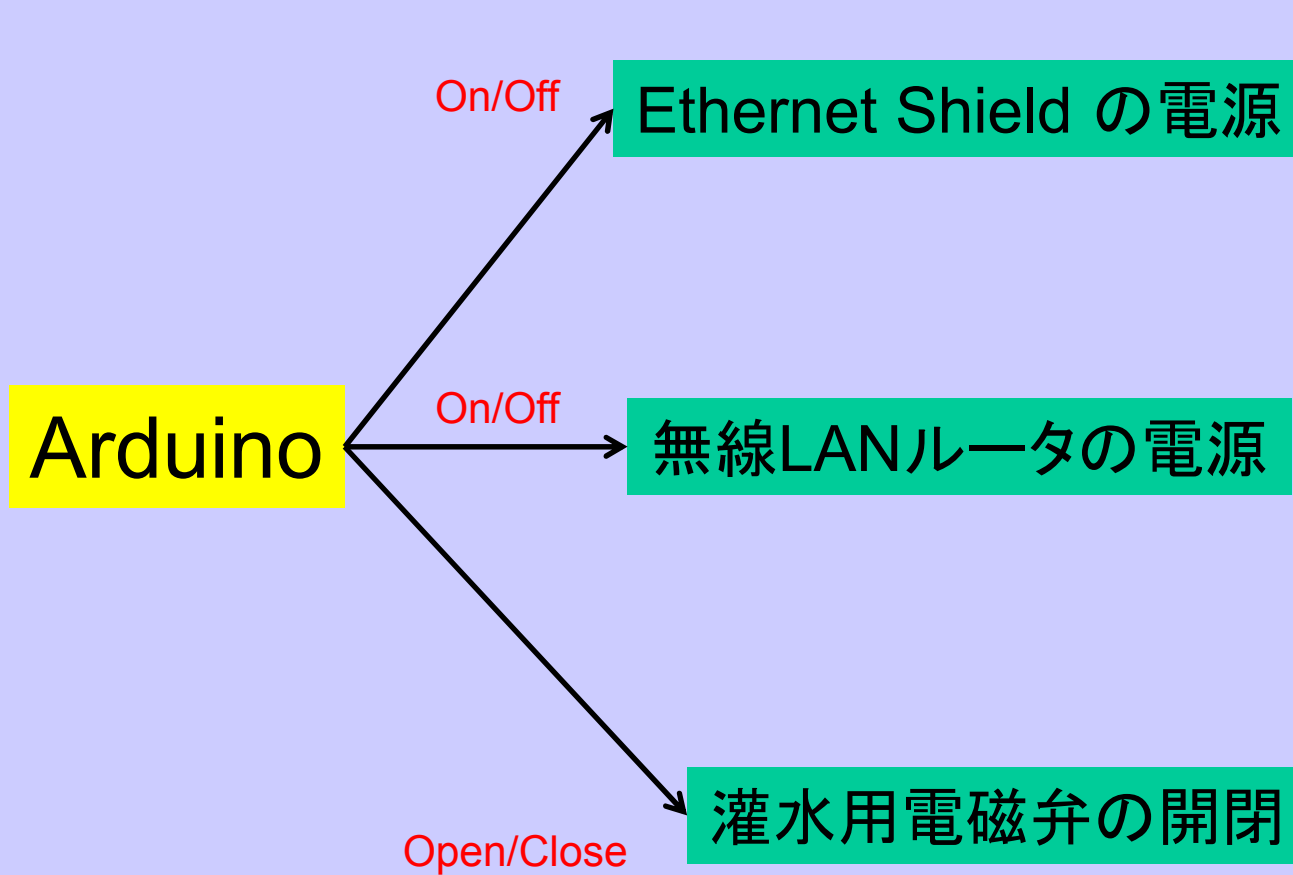 On/Off
Ethernet Shield の電源
Arduino
On/Off
無線LANルータの電源
Open/Close
灌水用電磁弁の開閉